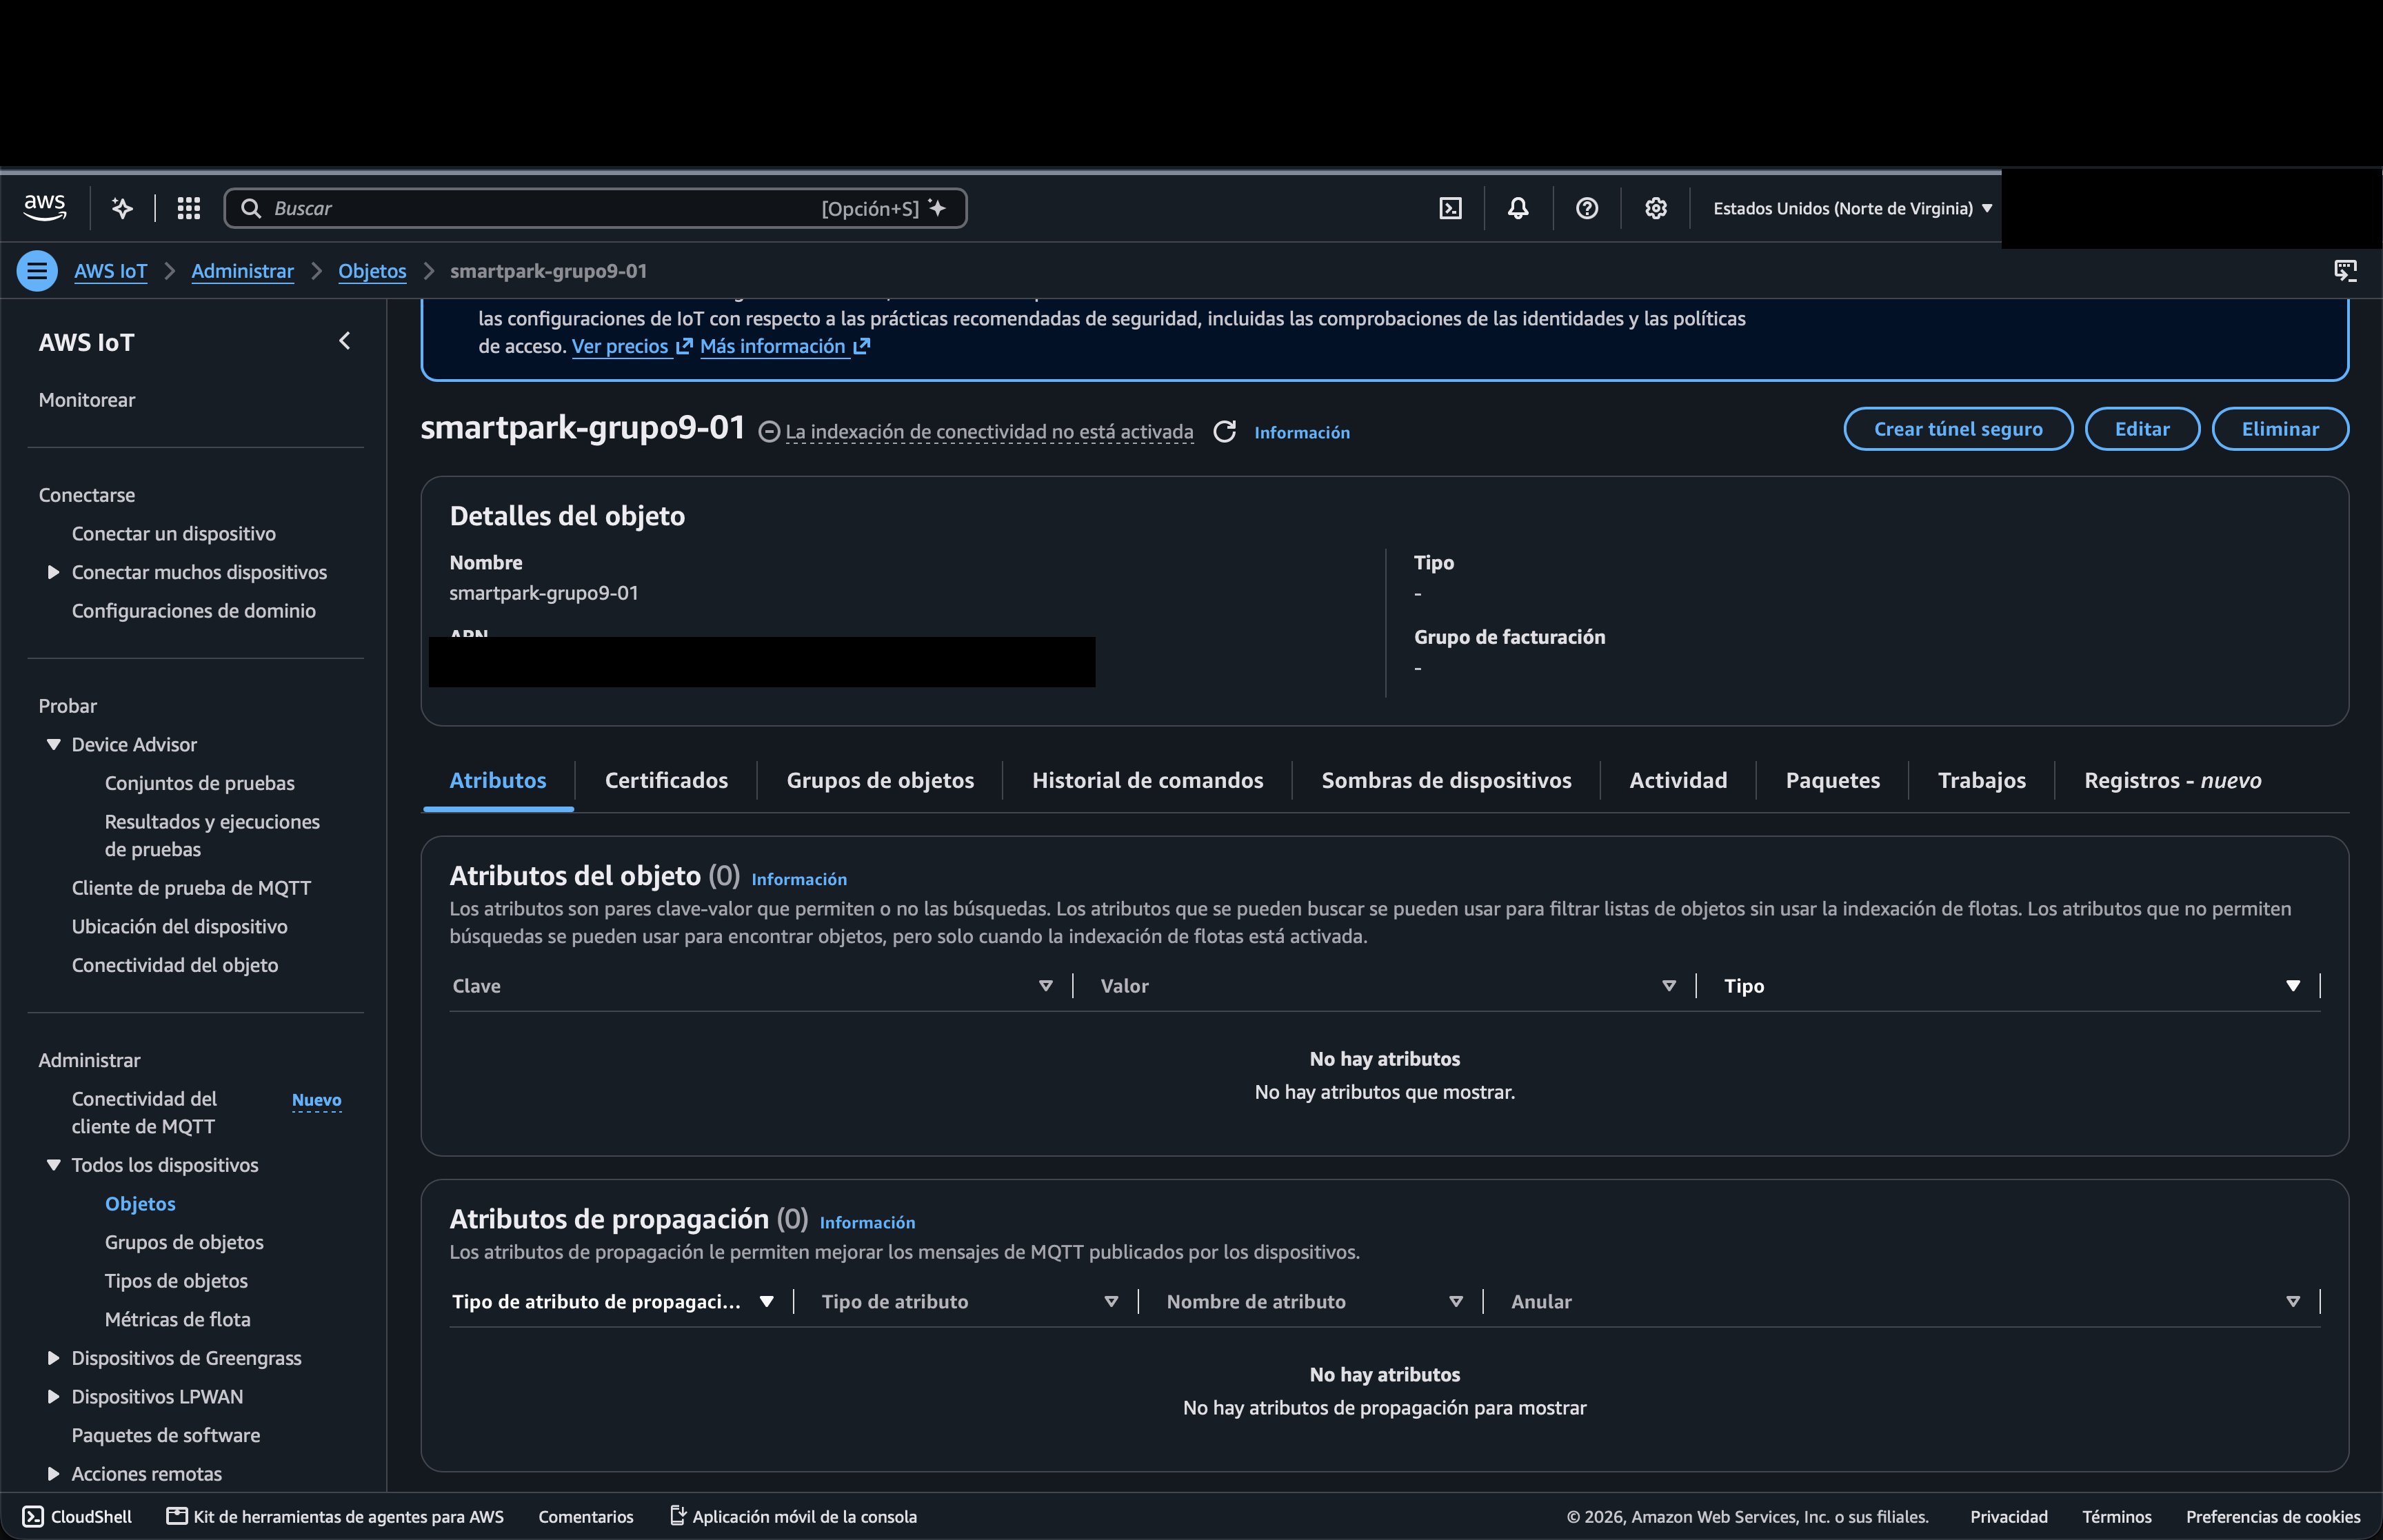 aws
Buscar
[Opción+S]
Estados Unidos (Norte de Virginia)
AWS IoT
Administrar
Objetos
smartpark-grupo9-01
AWS IoT
Monitorear
Conectarse
Conectar un dispositivo
Conectar muchos dispositivos
Configuraciones de dominio
Probar
Device Advisor
Conjuntos de pruebas
Resultados y ejecuciones
de pruebas
Cliente de prueba de MQTT
Ubicación del dispositivo
Conectividad del objeto
Administrar
Conectividad del
cliente de MQTT
Nuevo
Todos los dispositivos
Objetos
Grupos de objetos
Tipos de objetos
Métricas de flota
Dispositivos de Greengrass
Dispositivos LPWAN
Paquetes de software
Acciones remotas
las configuraciones de IoT con respecto a las prácticas recomendadas de seguridad, incluidas las comprobaciones de las identidades y las políticas
de acceso. Ver precios Más información
smartpark-grupo9-01
La indexación de conectividad no está activada
Información
Crear túnel seguro
Editar
Eliminar
Detalles del objeto
Nombre
smartpark-grupo9-01
Tipo
-
Grupo de facturación
-
Atributos
Certificados
Grupos de objetos
Historial de comandos
Sombras de dispositivos
Actividad
Paquetes
Trabajos
Registros - nuevo
Atributos del objeto (0) Información
Los atributos son pares clave-valor que permiten o no las búsquedas. Los atributos que se pueden buscar se pueden usar para filtrar listas de objetos sin usar la indexación de flotas. Los atributos que no permiten
búsquedas se pueden usar para encontrar objetos, pero solo cuando la indexación de flotas está activada.
Clave
Valor
Tipo
No hay atributos
No hay atributos que mostrar.
Atributos de propagación (0) Información
Los atributos de propagación le permiten mejorar los mensajes de MQTT publicados por los dispositivos.
Tipo de atributo de propagaci...
Tipo de atributo
Nombre de atributo
Anular
No hay atributos
No hay atributos de propagación para mostrar
CloudShell
Kit de herramientas de agentes para AWS
Comentarios
Aplicación móvil de la consola
© 2026, Amazon Web Services, Inc. o sus filiales.
Privacidad
Términos
Preferencias de cookies